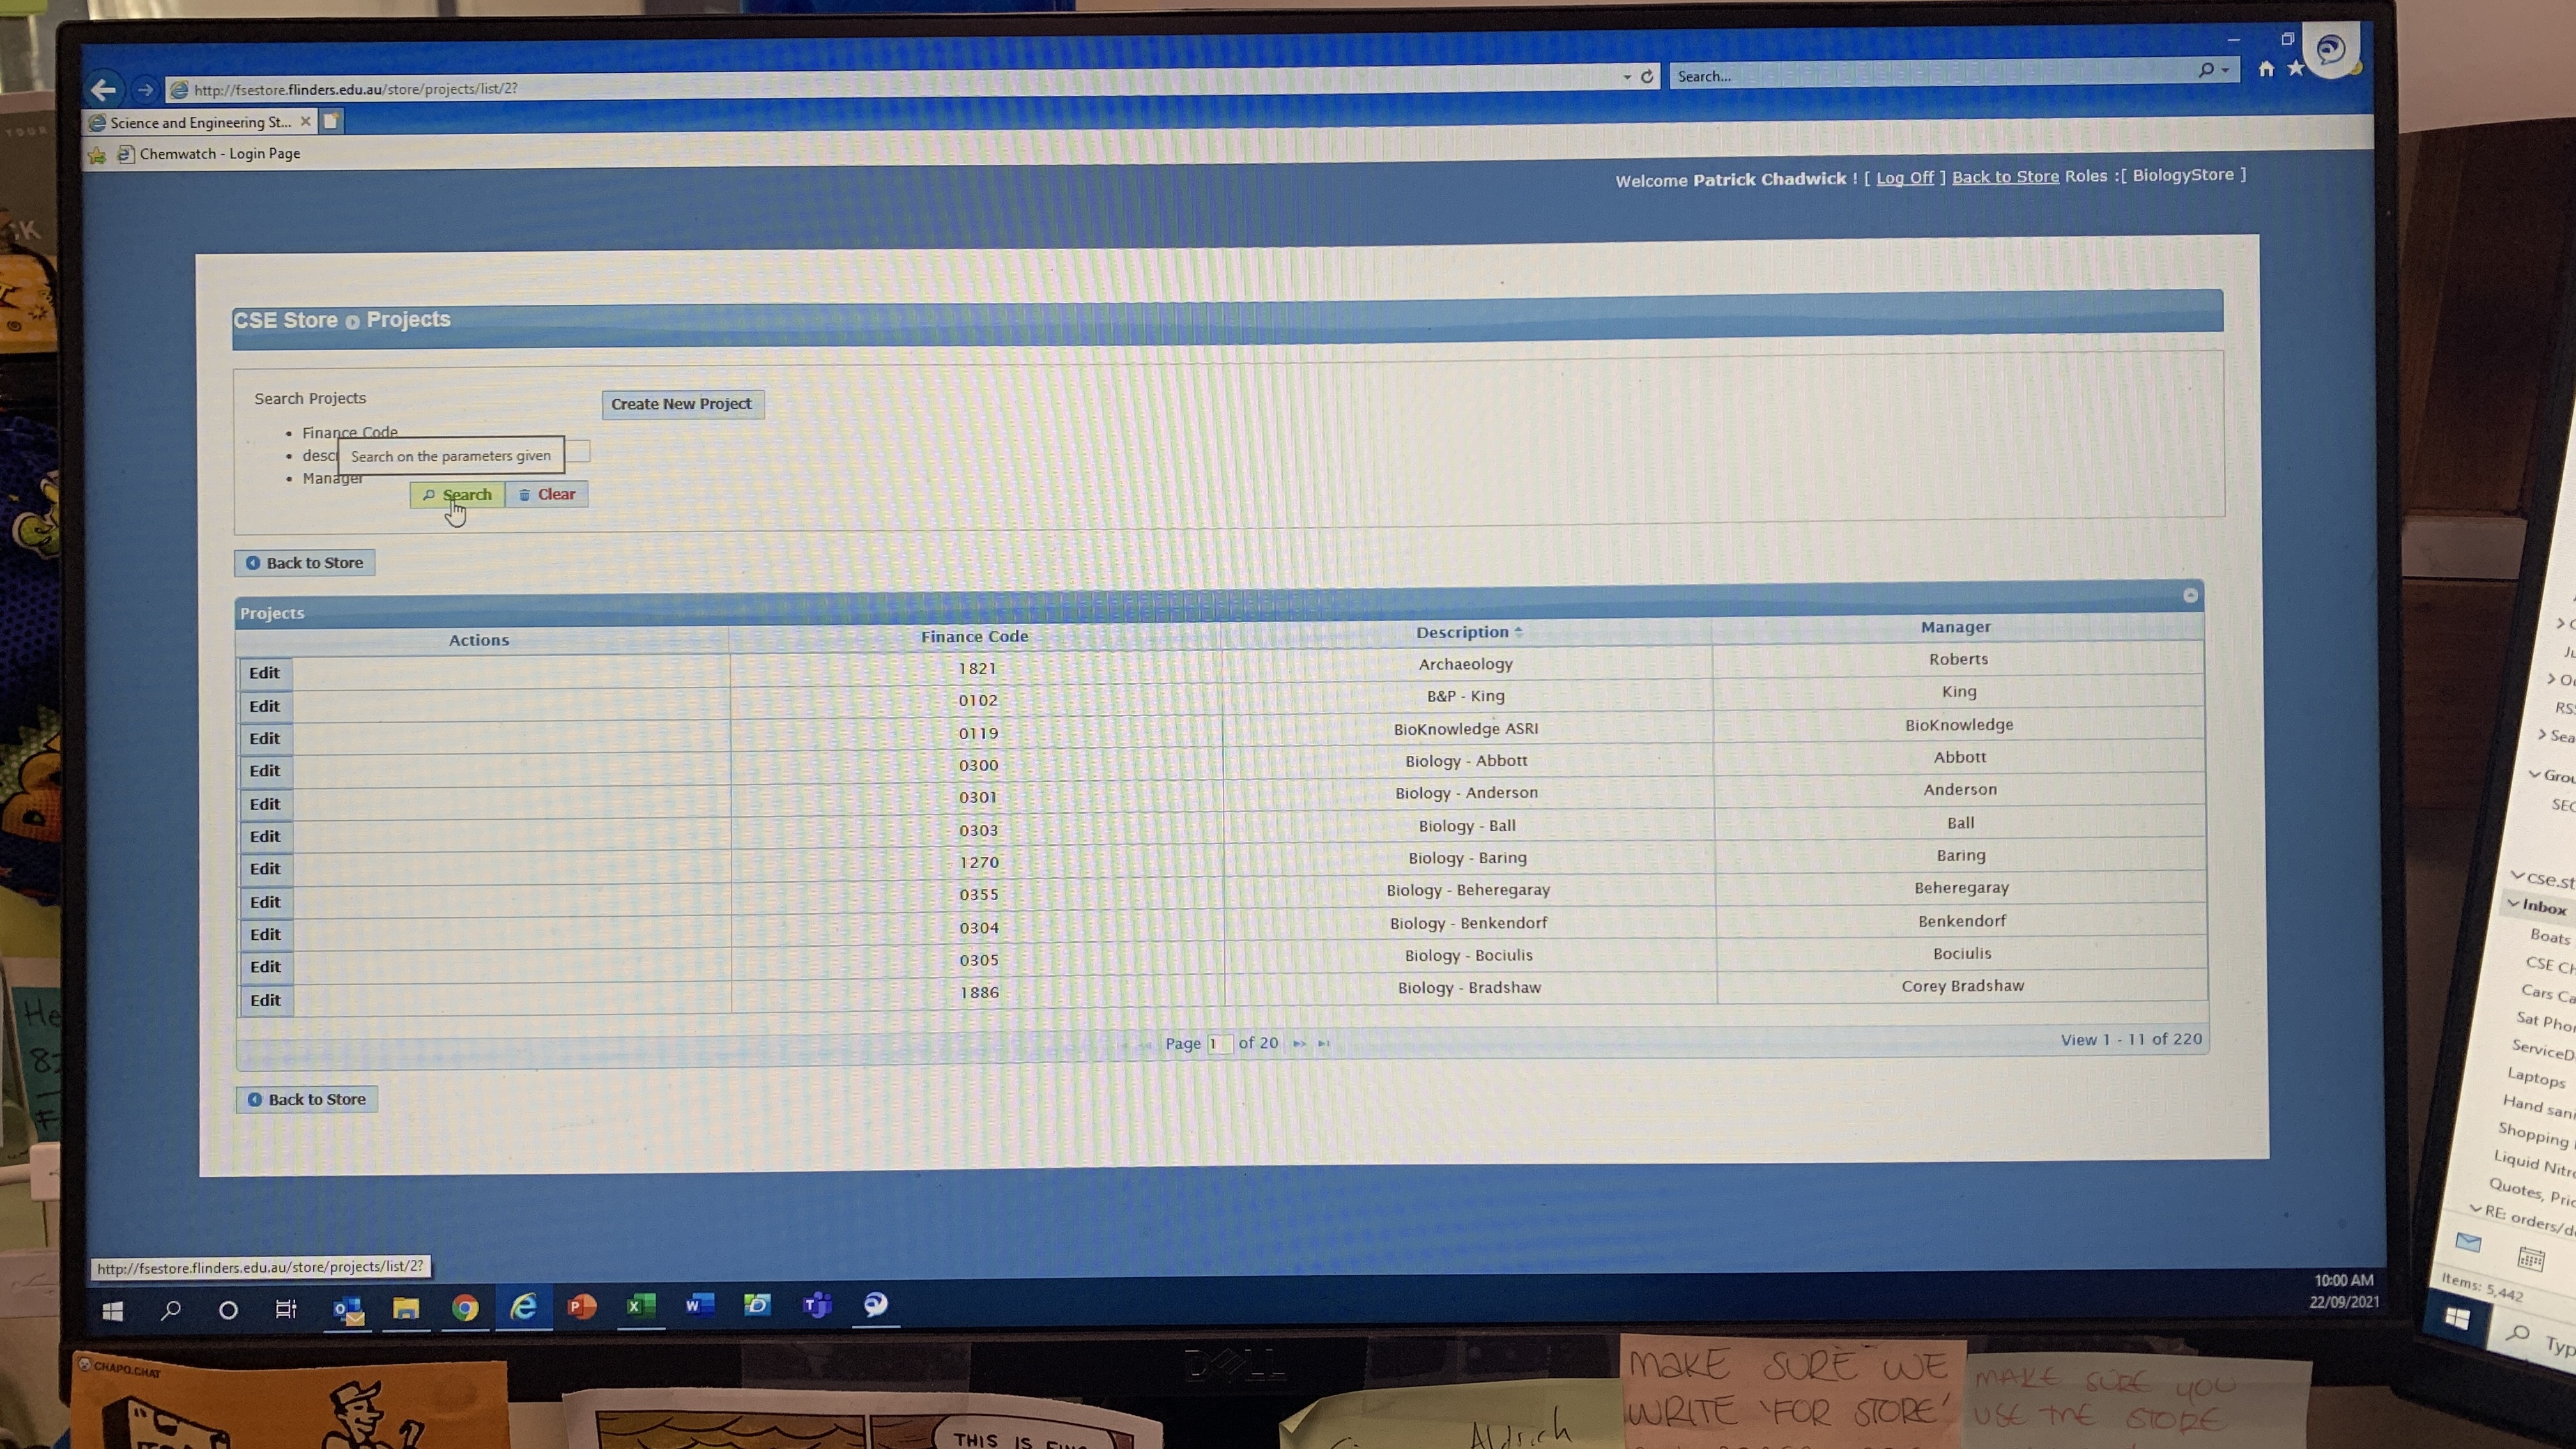 http://fsestore.flinders.edu.au/store/projects/list/2?
Search...
Science and Engineering St...
Chemwatch - Login Page
Welcome Patrick Chadwick ! [ Log Off ] Back to Store Roles :[ BiologyStore ]
CSE Store Projects
Search Projects
Create New Project
Finance Code
desc
Search on the parameters given
Manager
Search Clear
Back to Store
Projects
Actions Finance Code Description Manager
Edit 1821 Archaeology Roberts
Edit 0102 B&P - King King
Edit 0119 BioKnowledge ASRI BioKnowledge
Edit 0300 Biology - Abbott Abbott
Edit 0301 Biology - Anderson Anderson
Edit 0303 Biology - Ball Ball
Edit 1270 Biology - Baring Baring
Edit 0355 Biology - Beheregaray Beheregaray
Edit 0304 Biology - Benkendorf Benkendorf
Edit 0305 Biology - Bociulis Bociulis
Edit 1886 Biology - Bradshaw Corey Bradshaw
Page 1 of 20 View 1 - 11 of 220
Back to Store
http://fsestore.flinders.edu.au/store/projects/list/2?
10:00 AM
22/09/2021
DELL
CHAPO.CHAT
THIS IS
Aldrich
MAKE SURE WE
WRITE 'FOR STORE'
MAKE SURE YOU
USE THE STORE
YOUR
He
RSS
Sea
Grou
SEC
cse.st
Inbox
Boats
CSE Ch
Cars Ca
Sat Pho
ServiceD
Laptops
Hand sani
Shopping
Liquid Nitr
Quotes, Pric
RE: orders/d
Items: 5,442
Typ